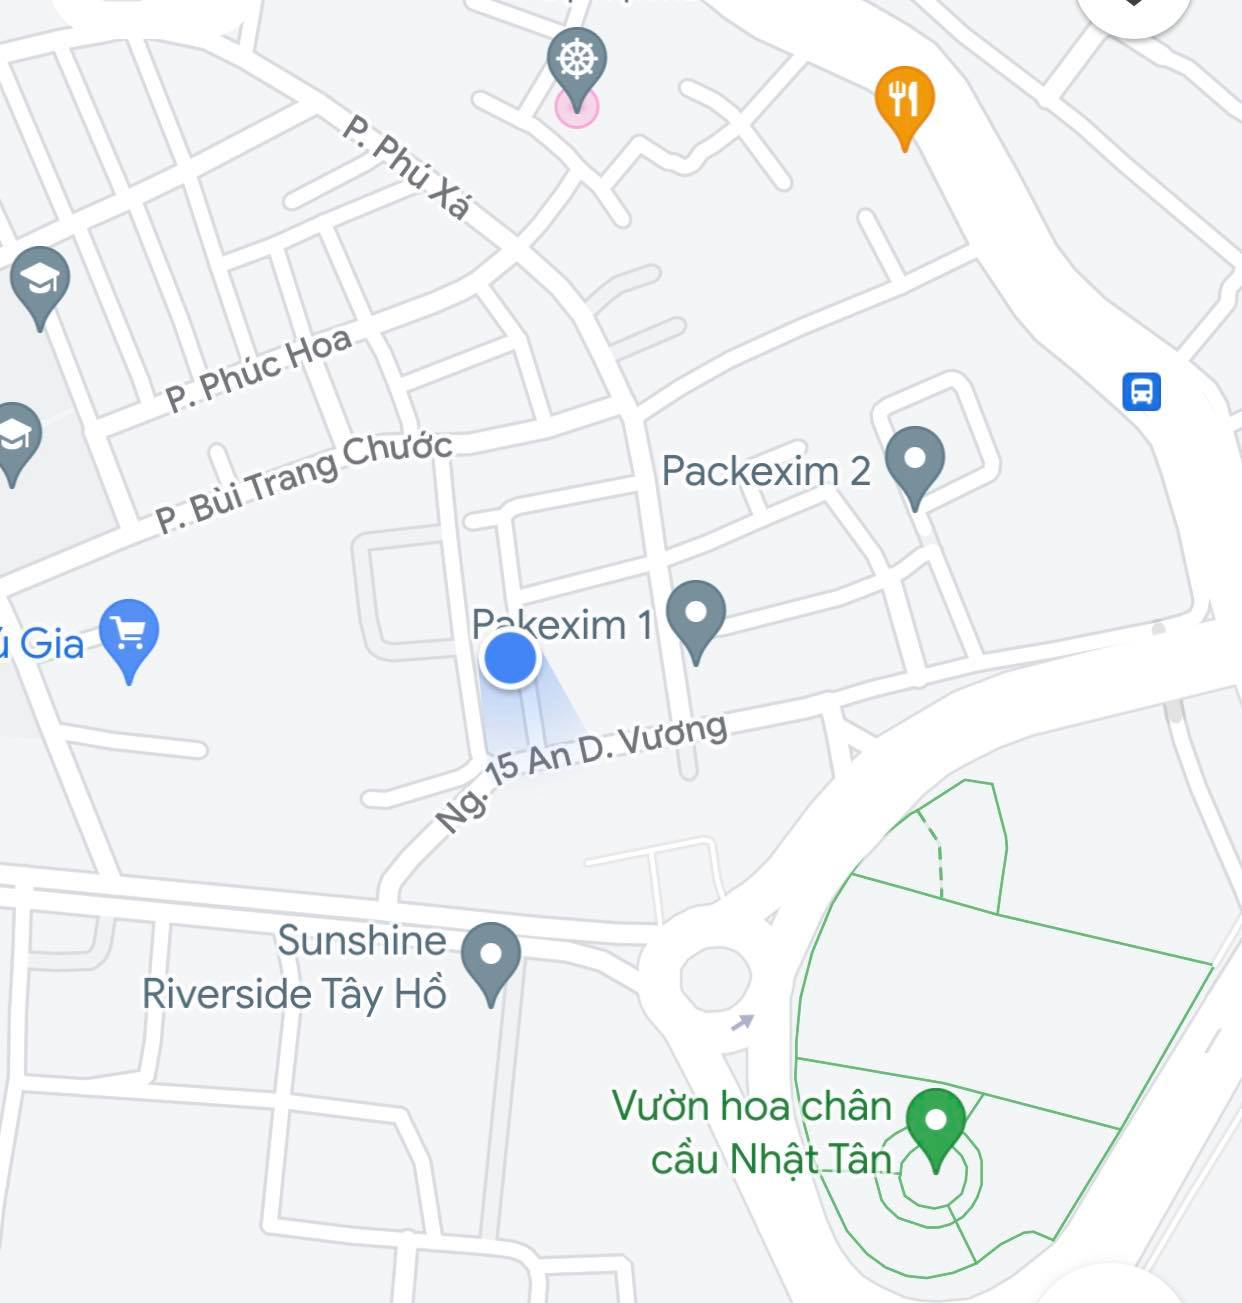 P. Phú Xá
P. Phúc Hoa
P. Bùi Trang Chước
Packexim 2
Pakexim 1
Gia
Ng. 15 An D. Vương
Sunshine
Riverside Tây Hồ
Vườn hoa chân
cầu Nhật Tân